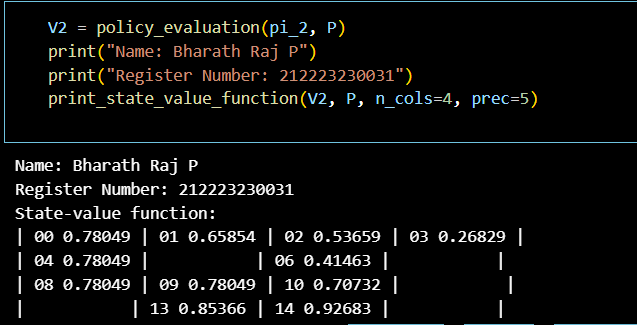 V2 = policy_evaluation(pi_2, P)
print("Name: Bharath Raj P")
print("Register Number: 212223230031")
print_state_value_function(V2, P, n_cols=4, prec=5)
Name: Bharath Raj P
Register Number: 212223230031
State-value function:
| 00 0.78049 | 01 0.65854 | 02 0.53659 | 03 0.26829 |
| 04 0.78049 |            | 06 0.41463 |            |
| 08 0.78049 | 09 0.78049 | 10 0.70732 |            |
|            | 13 0.85366 | 14 0.92683 |            |